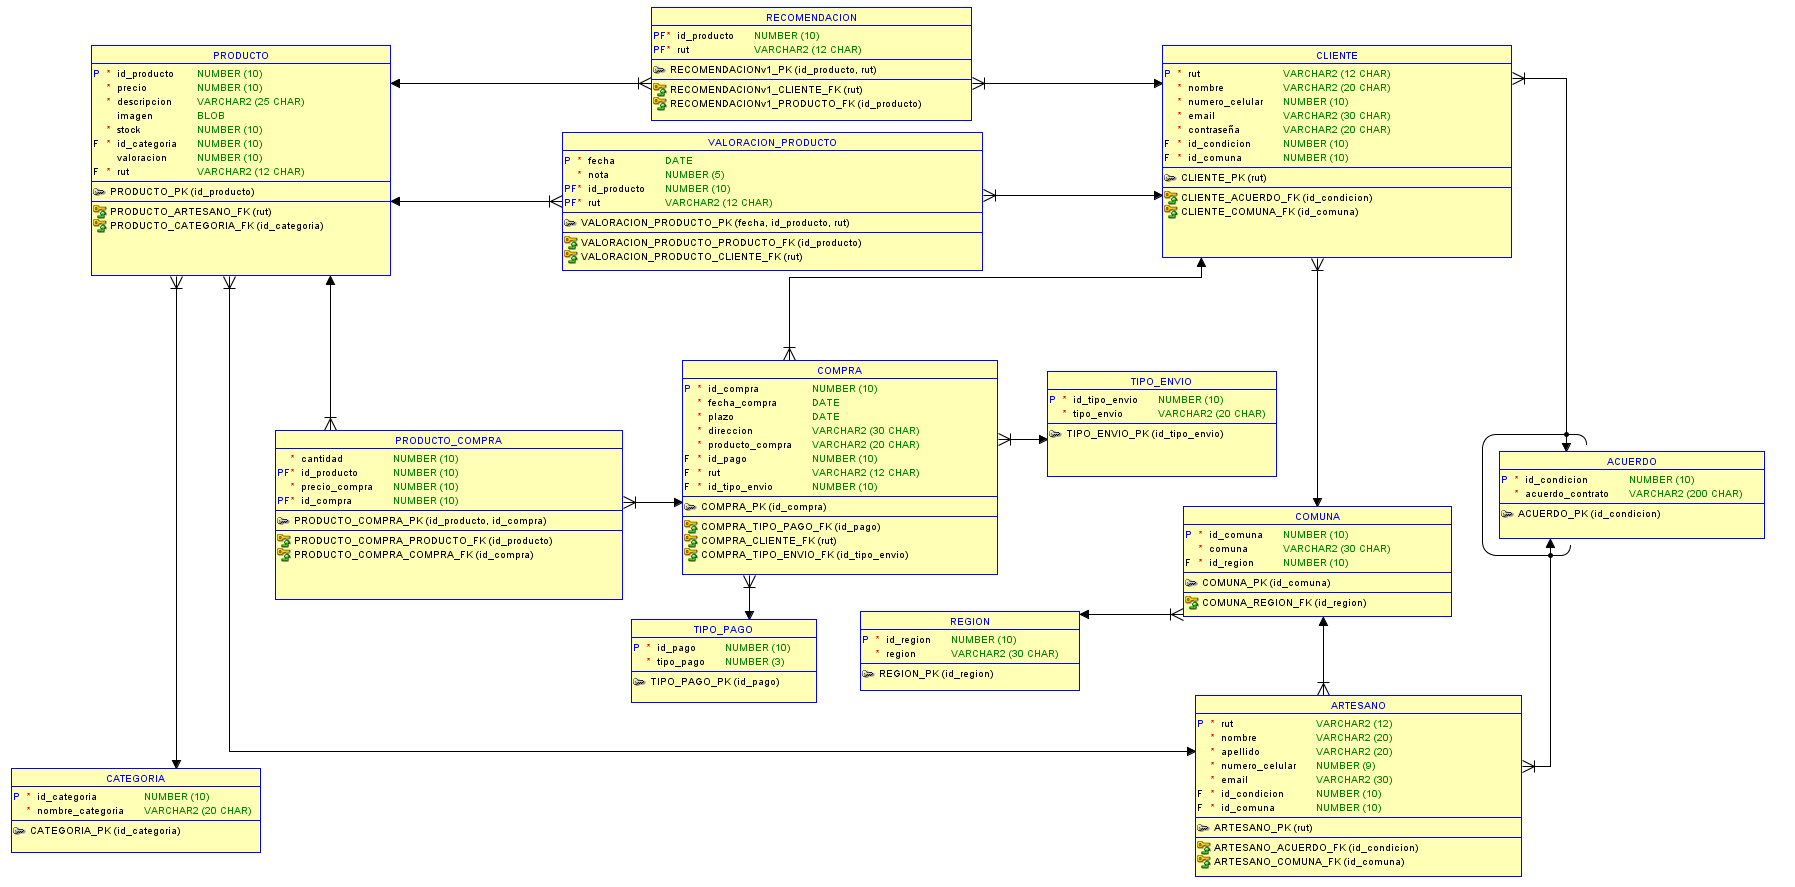 RECOMENDACION
PF* id_producto NUMBER (10)
PF* rut VARCHAR2 (12 CHAR)
RECOMENDACIONv1_PK (id_producto, rut)
RECOMENDACIONv1_CLIENTE_FK (rut)
RECOMENDACIONv1_PRODUCTO_FK (id_producto)
PRODUCTO
P * id_producto NUMBER (10)
* precio NUMBER (10)
* descripcion VARCHAR2 (25 CHAR)
imagen BLOB
* stock NUMBER (10)
F * id_categoria NUMBER (10)
valoracion NUMBER (10)
F * rut VARCHAR2 (12 CHAR)
PRODUCTO_PK (id_producto)
PRODUCTO_ARTESANO_FK (rut)
PRODUCTO_CATEGORIA_FK (id_categoria)
CLIENTE
P * rut VARCHAR2 (12 CHAR)
* nombre VARCHAR2 (20 CHAR)
* numero_celular NUMBER (10)
* email VARCHAR2 (30 CHAR)
* contraseña VARCHAR2 (20 CHAR)
F * id_condicion NUMBER (10)
F * id_comuna NUMBER (10)
CLIENTE_PK (rut)
CLIENTE_ACUERDO_FK (id_condicion)
CLIENTE_COMUNA_FK (id_comuna)
VALORACION_PRODUCTO
P * fecha DATE
* nota NUMBER (5)
PF* id_producto NUMBER (10)
PF* rut VARCHAR2 (12 CHAR)
VALORACION_PRODUCTO_PK (fecha, id_producto, rut)
VALORACION_PRODUCTO_PRODUCTO_FK (id_producto)
VALORACION_PRODUCTO_CLIENTE_FK (rut)
COMPRA
P * id_compra NUMBER (10)
* fecha_compra DATE
* plazo DATE
* direccion VARCHAR2 (30 CHAR)
* producto_compra VARCHAR2 (20 CHAR)
F * id_pago NUMBER (10)
F * rut VARCHAR2 (12 CHAR)
F * id_tipo_envio NUMBER (10)
COMPRA_PK (id_compra)
COMPRA_TIPO_PAGO_FK (id_pago)
COMPRA_CLIENTE_FK (rut)
COMPRA_TIPO_ENVIO_FK (id_tipo_envio)
TIPO_ENVIO
P * id_tipo_envio NUMBER (10)
* tipo_envio VARCHAR2 (20 CHAR)
TIPO_ENVIO_PK (id_tipo_envio)
PRODUCTO_COMPRA
* cantidad NUMBER (10)
PF* id_producto NUMBER (10)
* precio_compra NUMBER (10)
PF* id_compra NUMBER (10)
PRODUCTO_COMPRA_PK (id_producto, id_compra)
PRODUCTO_COMPRA_PRODUCTO_FK (id_producto)
PRODUCTO_COMPRA_COMPRA_FK (id_compra)
ACUERDO
P * id_condicion NUMBER (10)
* acuerdo_contrato VARCHAR2 (200 CHAR)
ACUERDO_PK (id_condicion)
COMUNA
P * id_comuna NUMBER (10)
* comuna VARCHAR2 (30 CHAR)
F * id_region NUMBER (10)
COMUNA_PK (id_comuna)
COMUNA_REGION_FK (id_region)
TIPO_PAGO
P * id_pago NUMBER (10)
* tipo_pago NUMBER (3)
TIPO_PAGO_PK (id_pago)
REGION
P * id_region NUMBER (10)
* region VARCHAR2 (30 CHAR)
REGION_PK (id_region)
ARTESANO
P * rut VARCHAR2 (12)
* nombre VARCHAR2 (20)
* apellido VARCHAR2 (20)
* numero_celular NUMBER (9)
* email VARCHAR2 (30)
F * id_condicion NUMBER (10)
F * id_comuna NUMBER (10)
ARTESANO_PK (rut)
ARTESANO_ACUERDO_FK (id_condicion)
ARTESANO_COMUNA_FK (id_comuna)
CATEGORIA
P * id_categoria NUMBER (10)
* nombre_categoria VARCHAR2 (20 CHAR)
CATEGORIA_PK (id_categoria)